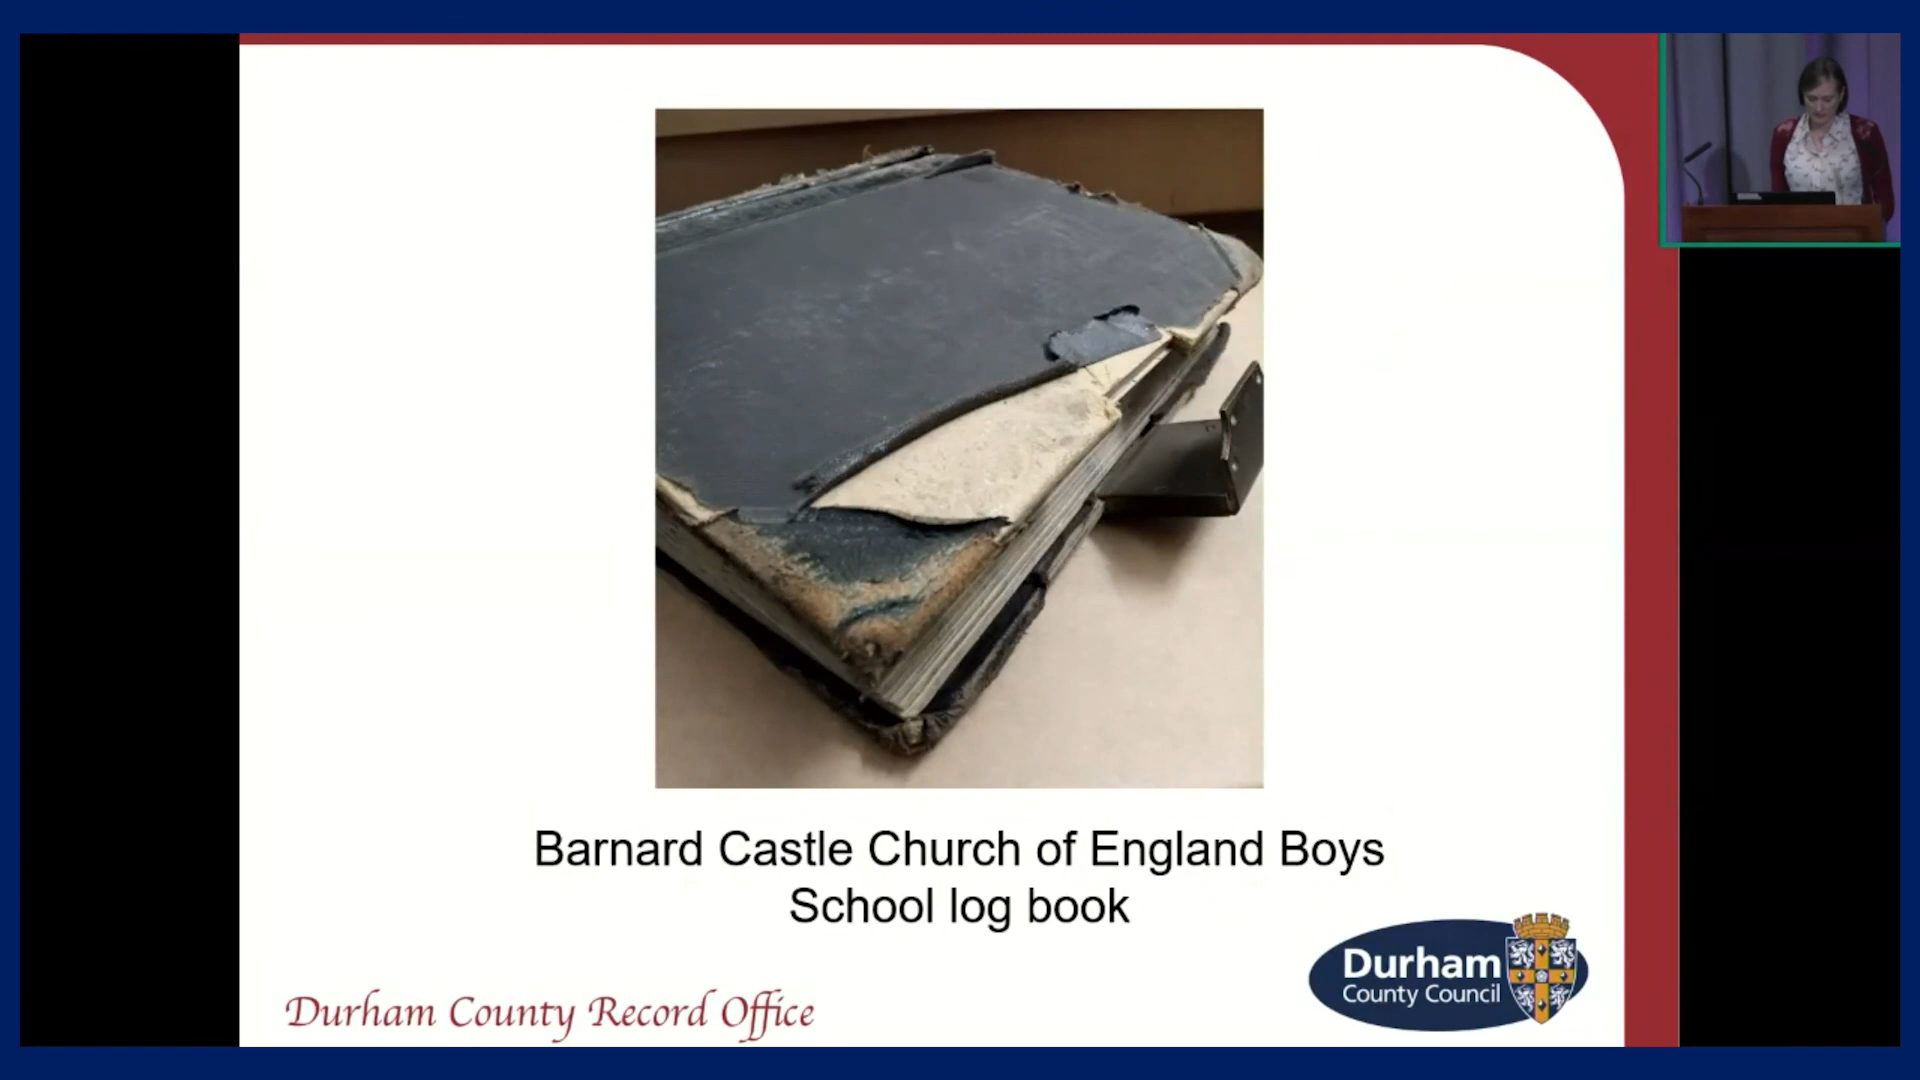 Barnard Castle Church of England Boys
School log book
Durham County Record Office
Durham
County Council